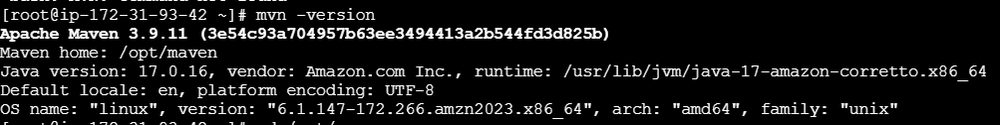 [root@ip-172-31-93-42 ~]# mvn -version
Apache Maven 3.9.11 (3e54c93a704957b63ee3494413a2b544fd3d825b)
Maven home: /opt/maven
Java version: 17.0.16, vendor: Amazon.com Inc., runtime: /usr/lib/jvm/java-17-amazon-corretto.x86_64
Default locale: en, platform encoding: UTF-8
OS name: "linux", version: "6.1.147-172.266.amzn2023.x86_64", arch: "amd64", family: "unix"